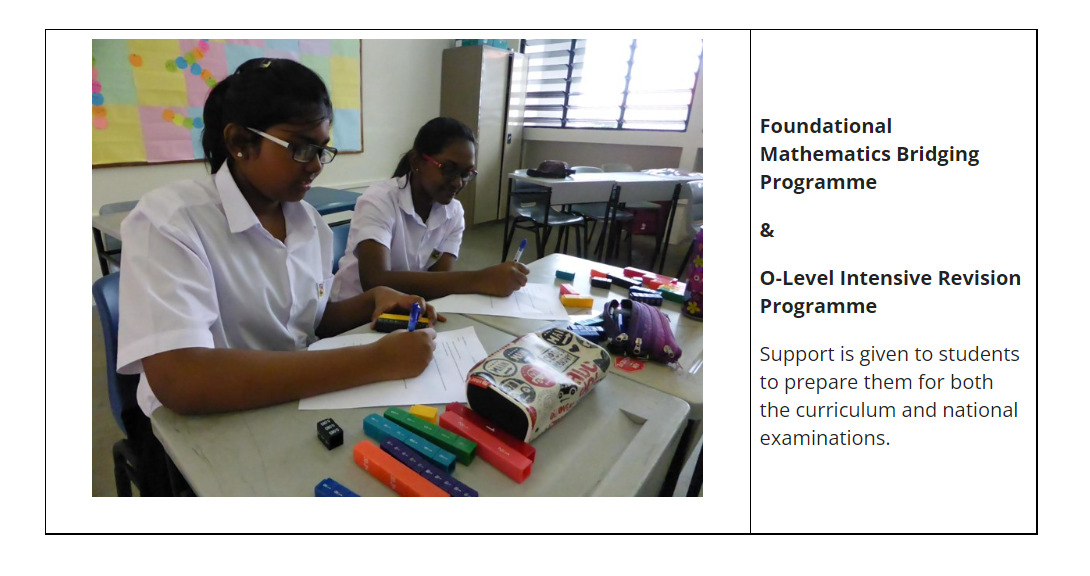 Foundational
Mathematics Bridging
Programme
&
O-Level Intensive Revision
Programme
Support is given to students
to prepare them for both
the curriculum and national
examinations.